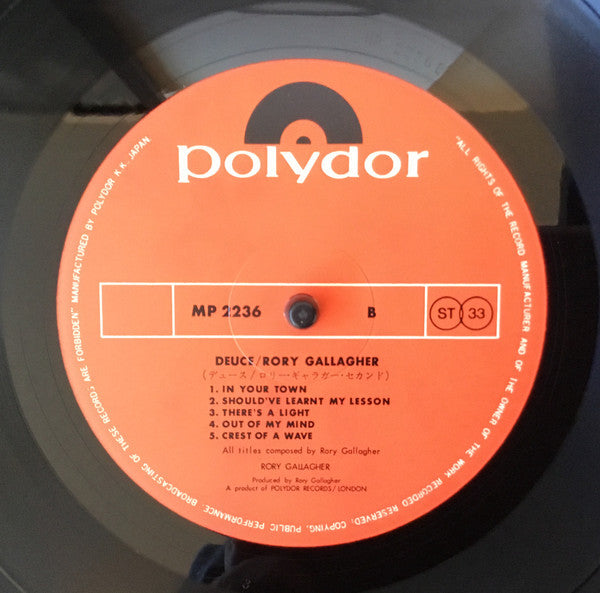 polydor
MP 2236
B
ST 33
DEUCE/RORY GALLAGHER
(デュース/ロリー・ギャラガー・セカンド)
1. IN YOUR TOWN
2. SHOULD'VE LEARNT MY LESSON
3. THERE'S A LIGHT
4. OUT OF MY MIND
5. CREST OF A WAVE
All titles composed by Rory Gallagher
RORY GALLAGHER
Produced by Rory Gallagher
A product of POLYDOR RECORDS/LONDON
"ALL RIGHTS OF THE RECORD MANUFACTURER AND OF THE OWNER OF THE WORK RECORDED RESERVED; COPYING, PUBLIC PERFORMANCE, BROADCASTING OF THESE RECORD; ARE FORBIDDEN" MANUFACTURED BY POLYDOR K.K. JAPAN.